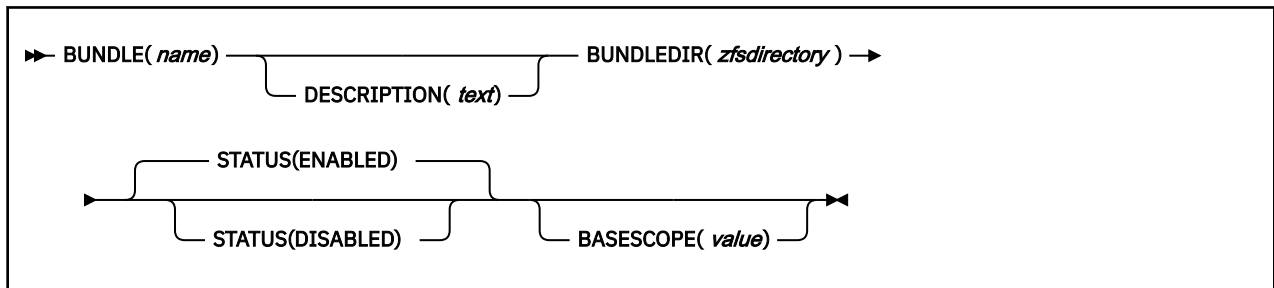 BUNDLE( name) BUNDLEDIR( zfsdirectory )
DESCRIPTION( text)
STATUS(ENABLED)
STATUS(DISABLED) BASESCOPE( value)